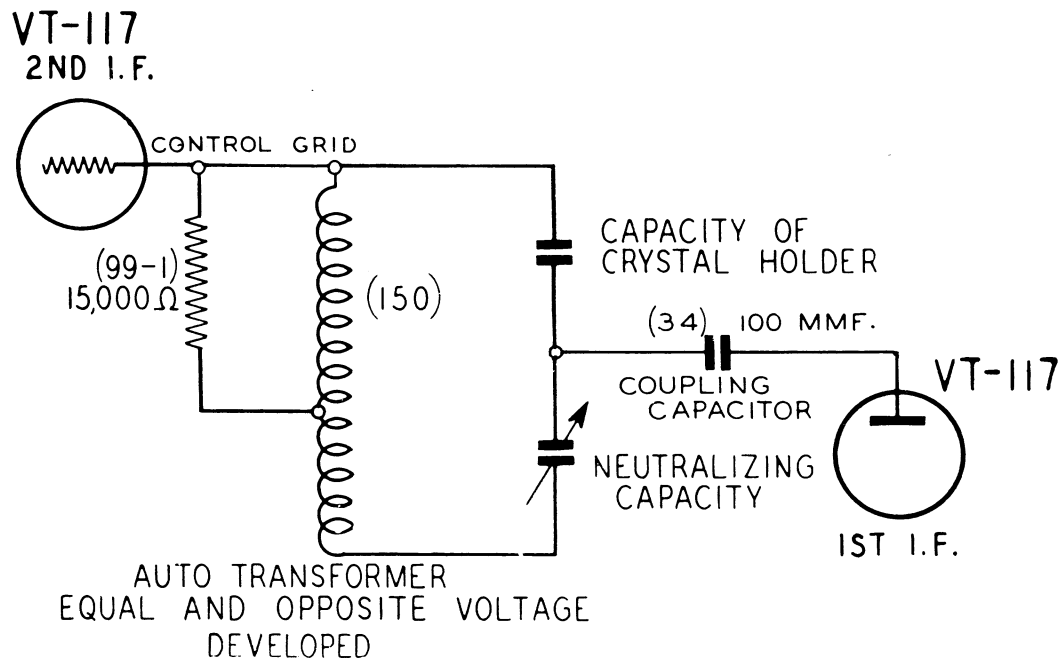 VT-117
2ND I.F.
CONTROL GRID
(99-1)
15,000Ω
(150)
CAPACITY OF
CRYSTAL HOLDER
(34) 100 MMF.
COUPLING
CAPACITOR
VT-117
NEUTRALIZING
CAPACITY
1ST I.F.
AUTO TRANSFORMER
EQUAL AND OPPOSITE VOLTAGE
DEVELOPED